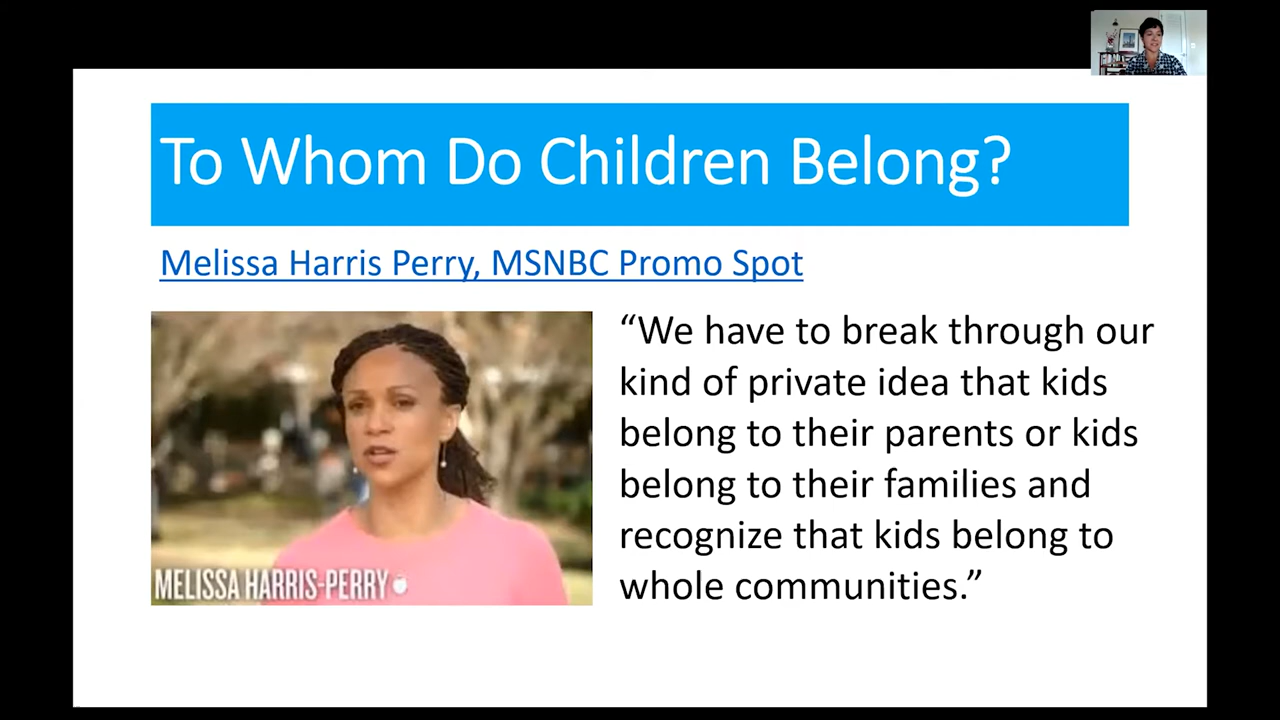 To Whom Do Children Belong?
Melissa Harris Perry, MSNBC Promo Spot
“We have to break through our
kind of private idea that kids
belong to their parents or kids
belong to their families and
recognize that kids belong to
whole communities.”
MELISSA HARRIS-PERRY